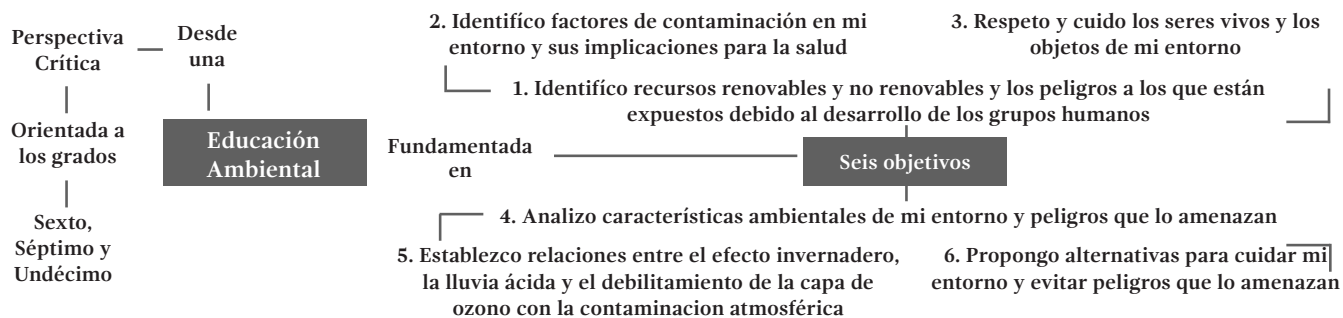 Perspectiva
Crítica
Desde
una
Orientada a
los grados
Sexto,
Séptimo y
Undécimo
Educación
Ambiental
Fundamentada
en
Seis objetivos
2. Identifíco factores de contaminación en mi
entorno y sus implicaciones para la salud
3. Respeto y cuido los seres vivos y los
objetos de mi entorno
1. Identifíco recursos renovables y no renovables y los peligros a los que están
expuestos debido al desarrollo de los grupos humanos
4. Analizo características ambientales de mi entorno y peligros que lo amenazan
5. Establezco relaciones entre el efecto invernadero,
la lluvia ácida y el debilitamiento de la capa de
ozono con la contaminacion atmosférica
6. Propongo alternativas para cuidar mi
entorno y evitar peligros que lo amenazan